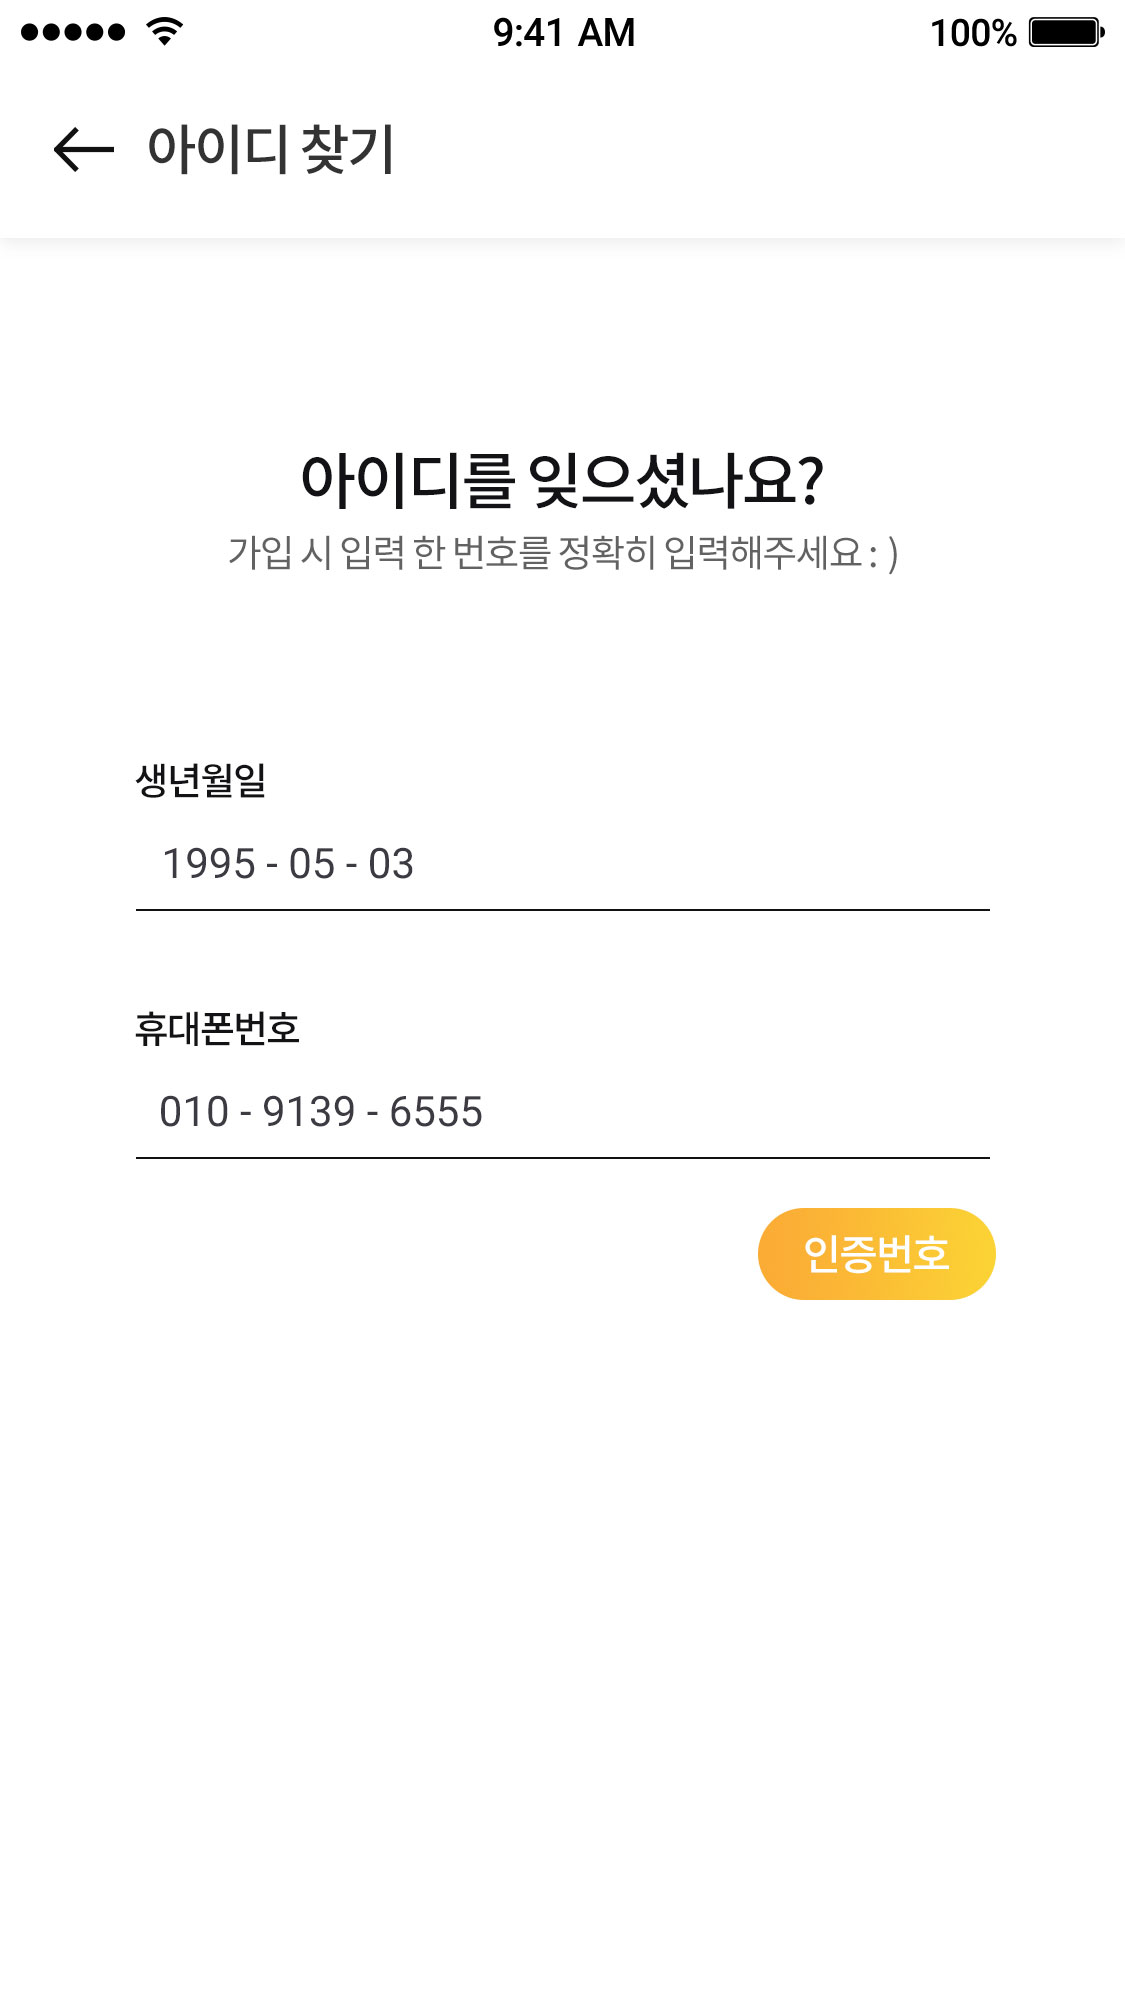 9:41 AM
100%
아이디 찾기
아이디를 잊으셨나요?
가입 시 입력 한 번호를 정확히 입력해주세요 : )
생년월일
1995 - 05 - 03
휴대폰번호
010 - 9139 - 6555
인증번호